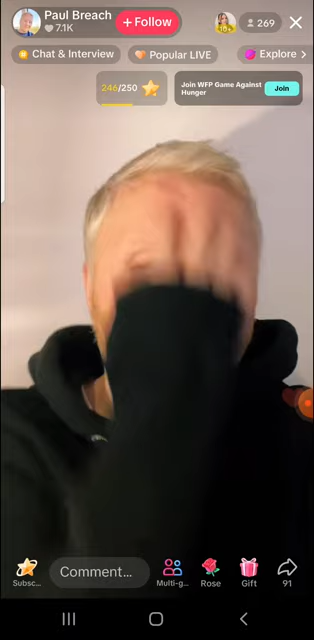 Paul Breach
7.1K
+ Follow
269
Chat & Interview
Popular LIVE
Explore
246/250
Join WFP Game Against
Hunger
Join
Subsc...
Comment...
Multi-g...
Rose
Gift
91